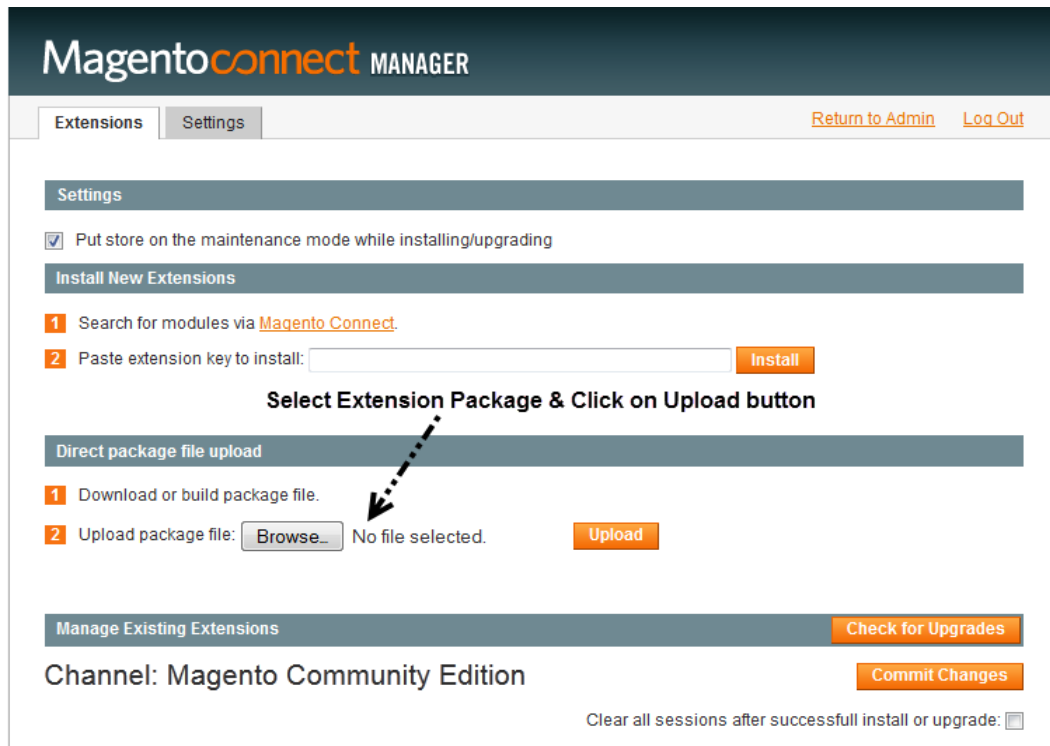 Magentoconnect MANAGER
Extensions Settings Return to Admin Log Out
Settings
Put store on the maintenance mode while installing/upgrading
Install New Extensions
1 Search for modules via Magento Connect.
2 Paste extension key to install: Install
Select Extension Package & Click on Upload button
Direct package file upload
1 Download or build package file.
2 Upload package file: Browse... No file selected. Upload
Manage Existing Extensions Check for Upgrades
Channel: Magento Community Edition Commit Changes
Clear all sessions after successfull install or upgrade: